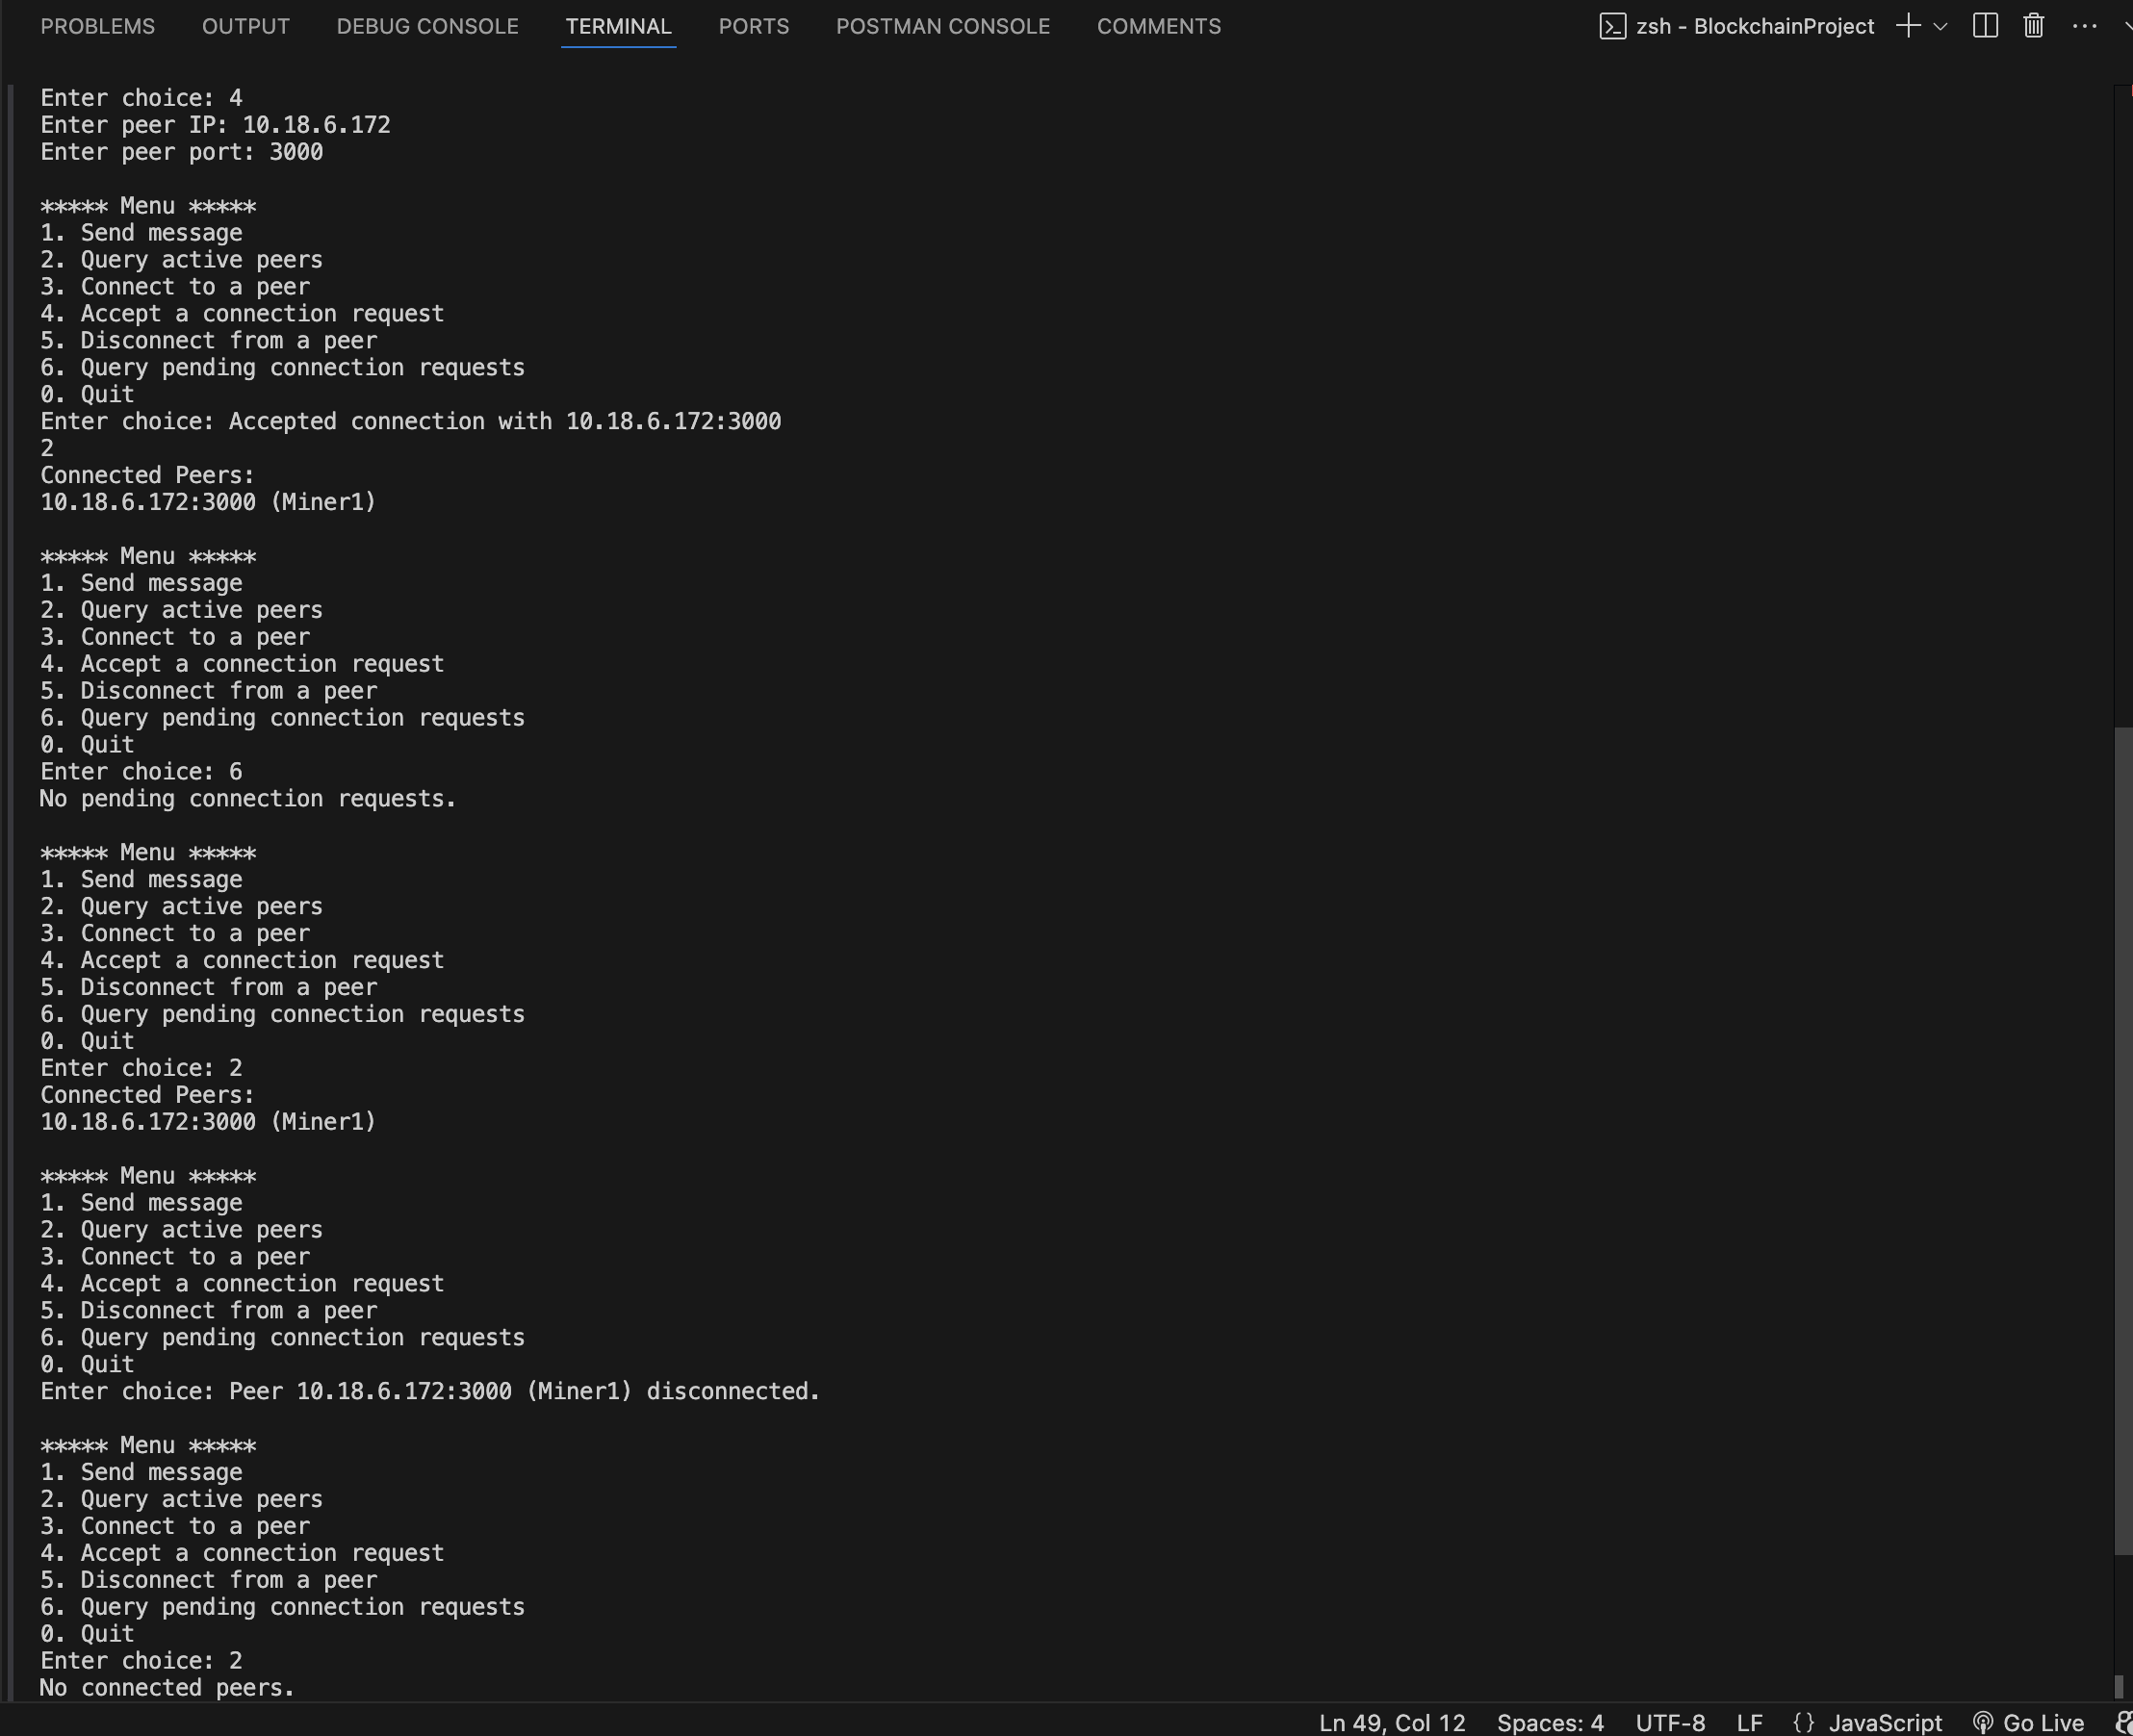 PROBLEMS OUTPUT DEBUG CONSOLE TERMINAL PORTS POSTMAN CONSOLE COMMENTS zsh - BlockchainProject
Enter choice: 4
Enter peer IP: 10.18.6.172
Enter peer port: 3000
***** Menu *****
1. Send message
2. Query active peers
3. Connect to a peer
4. Accept a connection request
5. Disconnect from a peer
6. Query pending connection requests
0. Quit
Enter choice: Accepted connection with 10.18.6.172:3000
2
Connected Peers:
10.18.6.172:3000 (Miner1)
***** Menu *****
1. Send message
2. Query active peers
3. Connect to a peer
4. Accept a connection request
5. Disconnect from a peer
6. Query pending connection requests
0. Quit
Enter choice: 6
No pending connection requests.
***** Menu *****
1. Send message
2. Query active peers
3. Connect to a peer
4. Accept a connection request
5. Disconnect from a peer
6. Query pending connection requests
0. Quit
Enter choice: 2
Connected Peers:
10.18.6.172:3000 (Miner1)
***** Menu *****
1. Send message
2. Query active peers
3. Connect to a peer
4. Accept a connection request
5. Disconnect from a peer
6. Query pending connection requests
0. Quit
Enter choice: Peer 10.18.6.172:3000 (Miner1) disconnected.
***** Menu *****
1. Send message
2. Query active peers
3. Connect to a peer
4. Accept a connection request
5. Disconnect from a peer
6. Query pending connection requests
0. Quit
Enter choice: 2
No connected peers.
Ln 49, Col 12 Spaces: 4 UTF-8 LF {} JavaScript Go Live